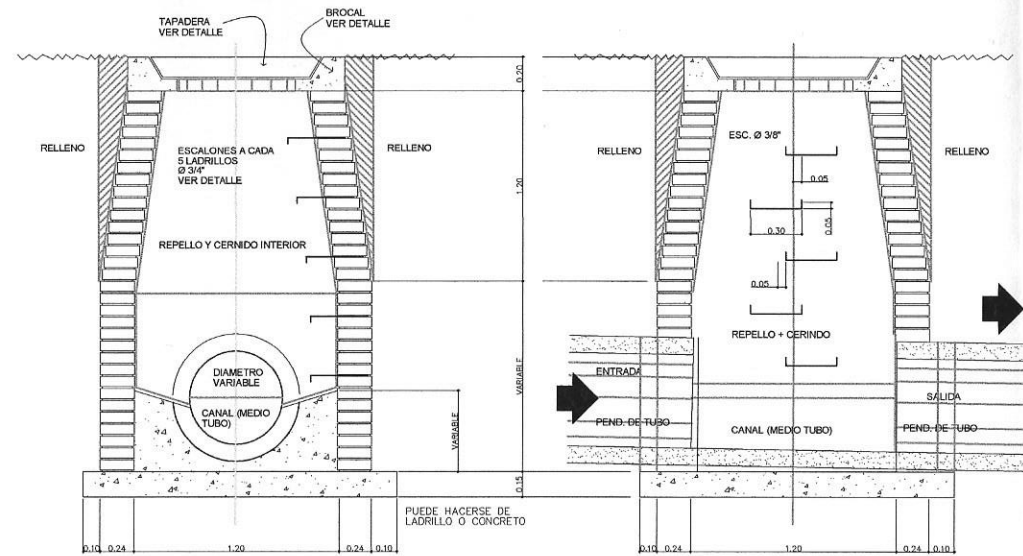 TAPADERA
VER DETALLE
BROCAL
VER DETALLE
RELLENO
ESCALONES A CADA
5 LADRILLOS
Ø 3/4"
VER DETALLE
RELLENO
REPELLO Y CERNIDO INTERIOR
DIAMETRO
VARIABLE
CANAL (MEDIO
TUBO)
VARIABLE
0.20
1.20
VARIABLE
0.15
PUEDE HACERSE DE
LADRILLO O CONCRETO
0.10 0.24 1.20 0.24 0.10
RELLENO
ESC. Ø 3/8"
RELLENO
0.05
0.30
0.05
0.05
REPELLO + CERINDO
ENTRADA
SALIDA
PEND. DE TUBO
CANAL (MEDIO TUBO)
PEND. DE TUBO
0.10 0.24 1.20 0.24 0.10